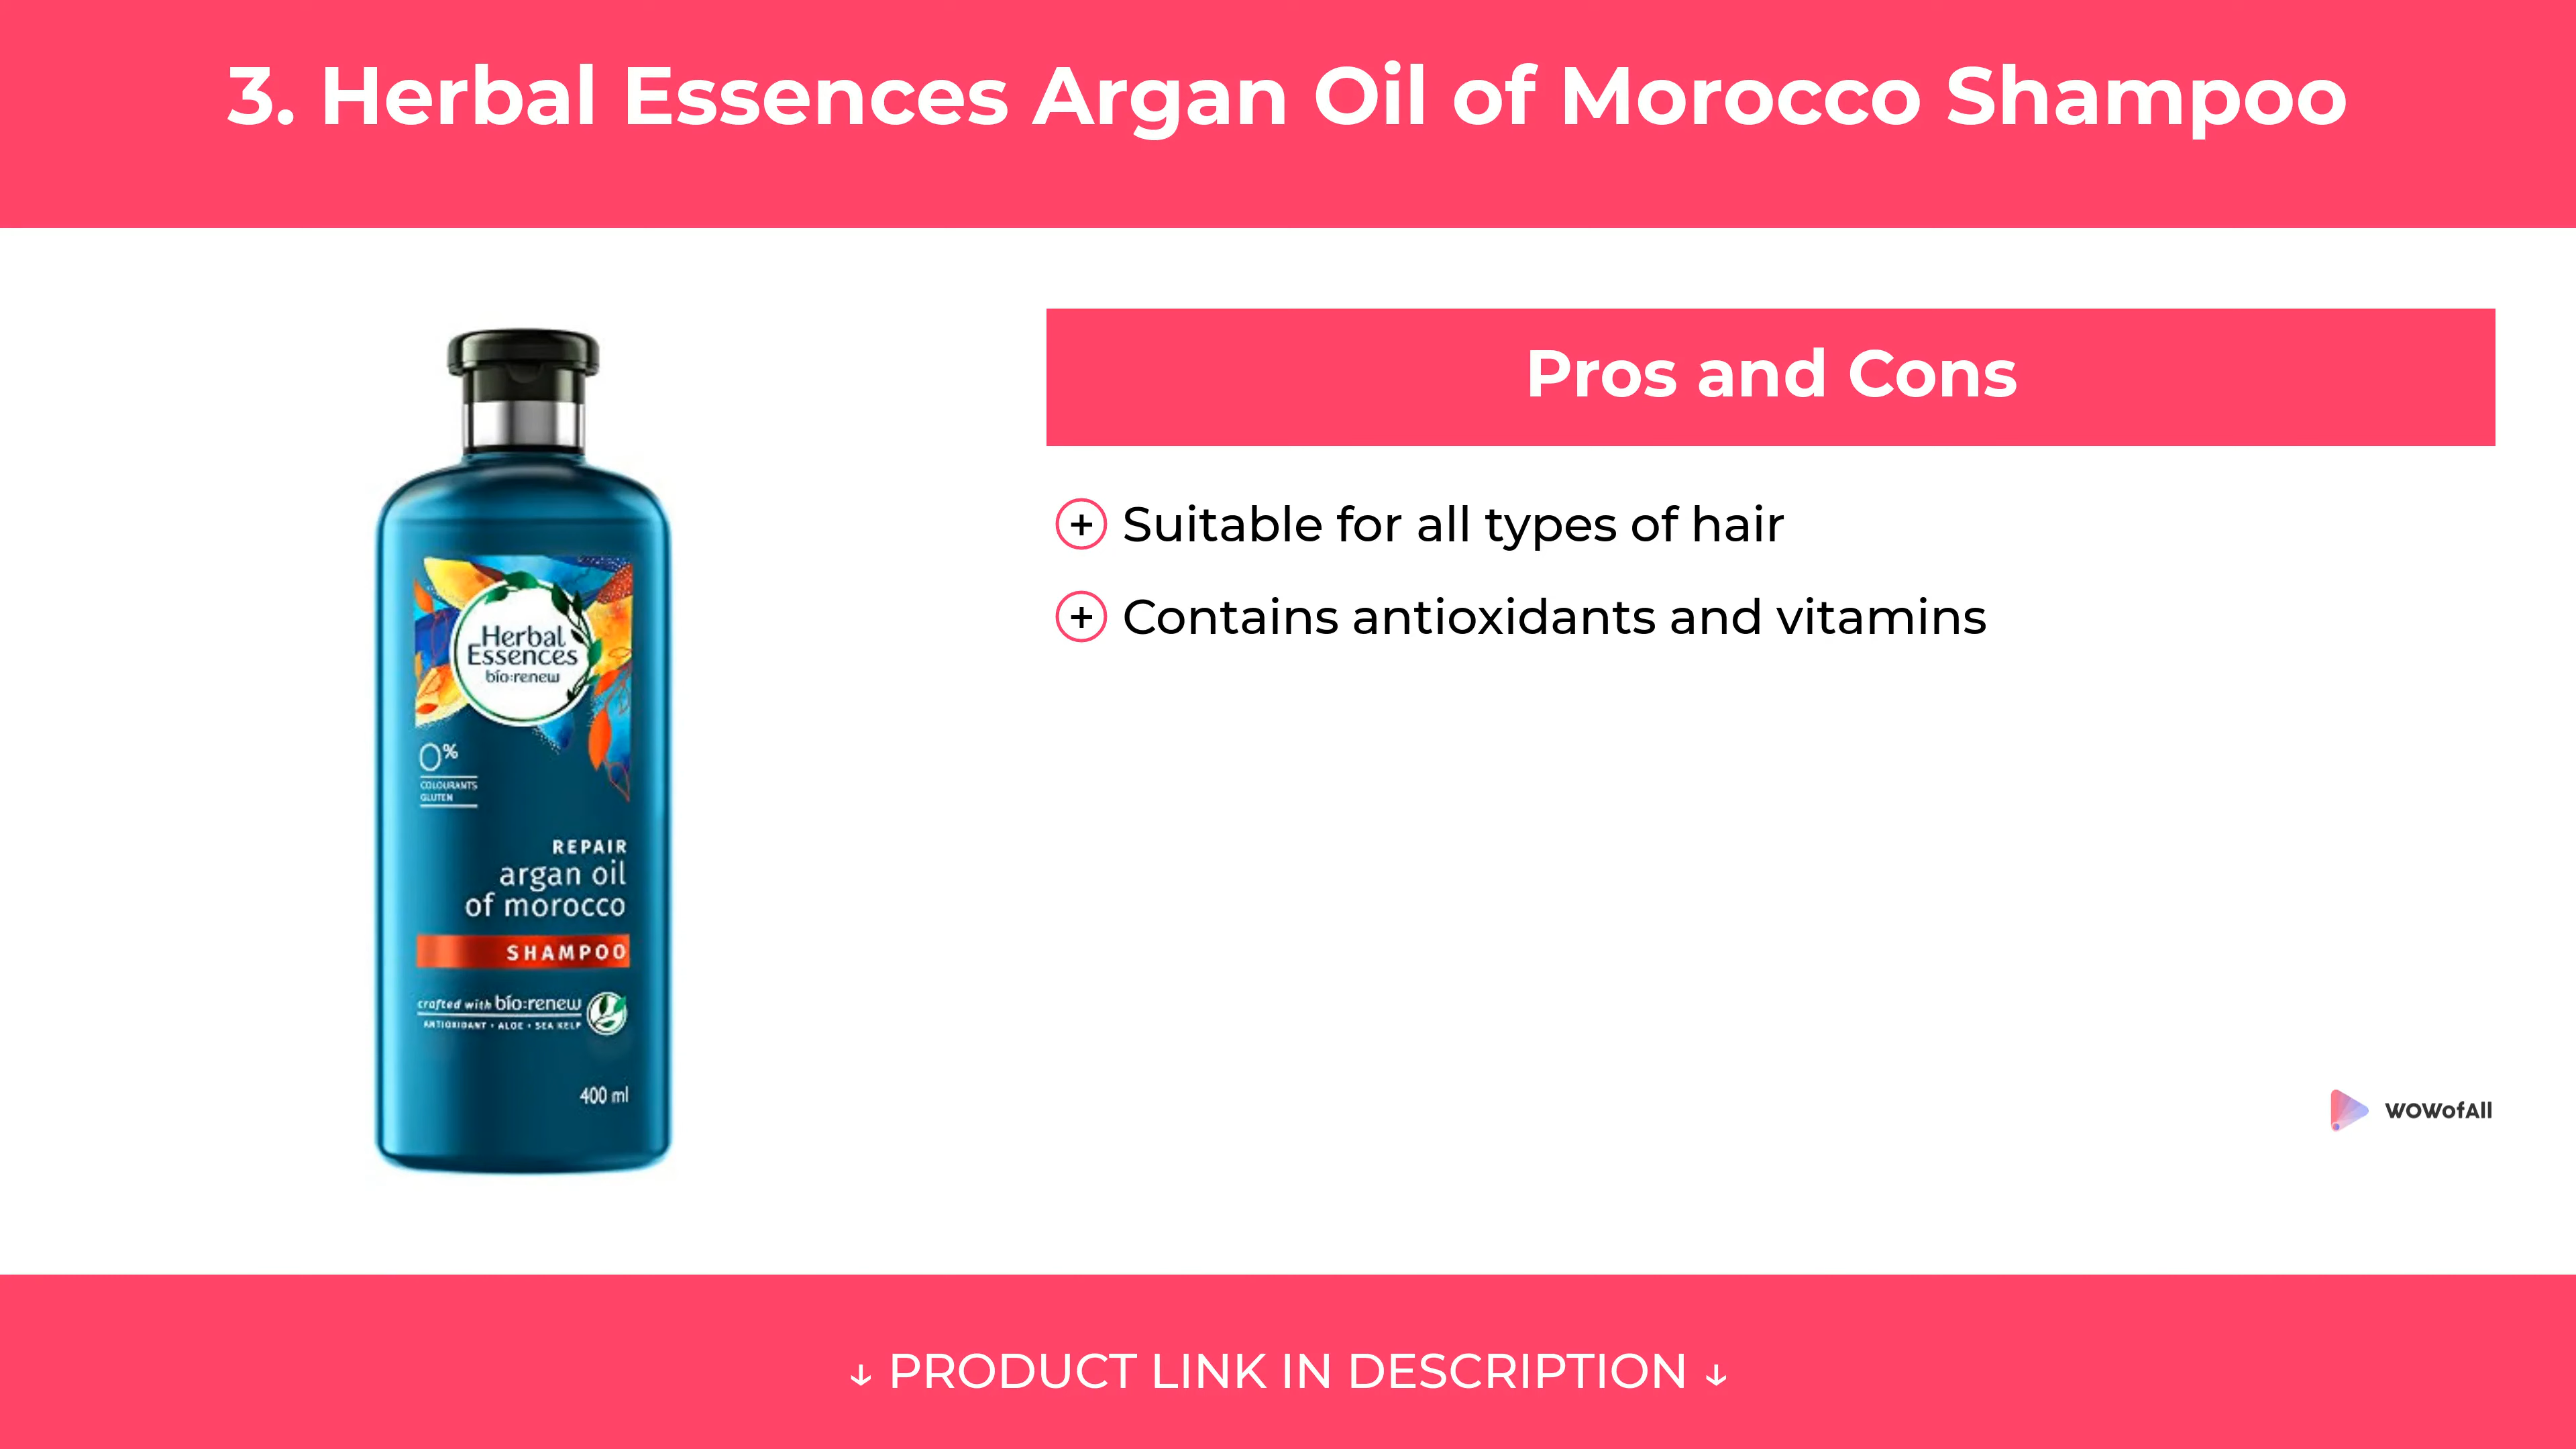 3. Herbal Essences Argan Oil of Morocco Shampoo
Pros and Cons
+ Suitable for all types of hair
+ Contains antioxidants and vitamins
Herbal
Essences
bío:renew
0%
COLOURANTS
GLUTEN
REPAIR
argan oil
of morocco
SHAMPOO
crafted with bío:renew
ANTIOXIDANT • ALOE • SEA KELP
400 ml
WOWofAll
↓ PRODUCT LINK IN DESCRIPTION ↓